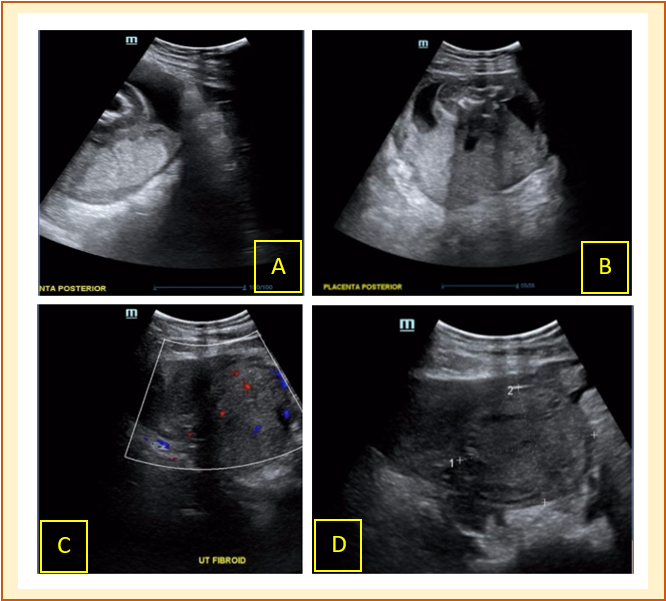 m
m
NTA POSTERIOR
A
PLACENTA POSTERIOR
B
m
m
2
1
C
UT FIBROID
D